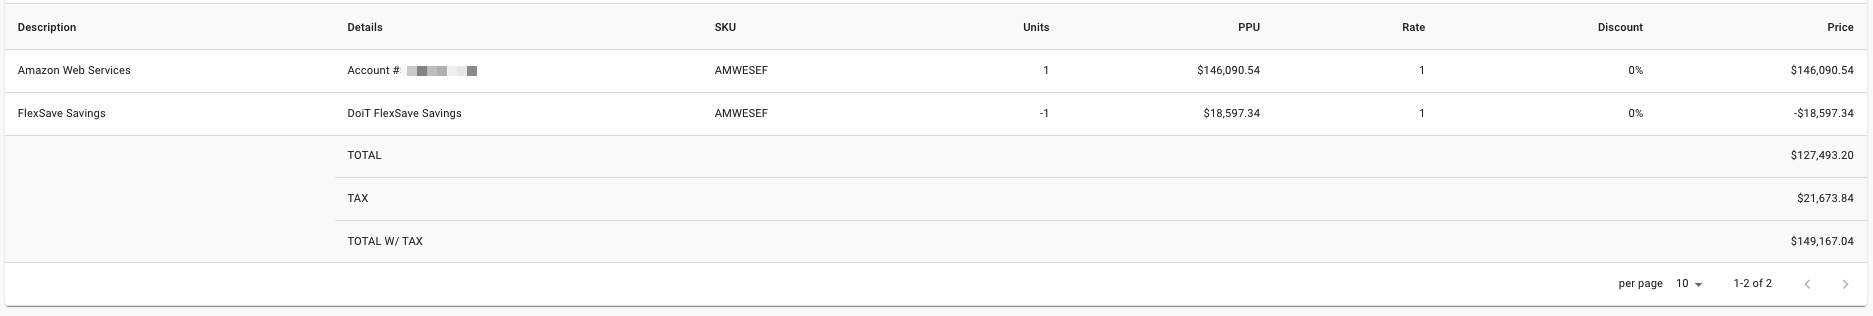 Description Details SKU Units PPU Rate Discount Price
Amazon Web Services Account #: AMWESEF 1 $146,090.54 1 0% $146,090.54
FlexSave Savings DoiT FlexSave Savings AMWESEF -1 $18,597.34 1 0% -$18,597.34
TOTAL $127,493.20
TAX $21,673.84
TOTAL W/ TAX $149,167.04
per page 10 1-2 of 2